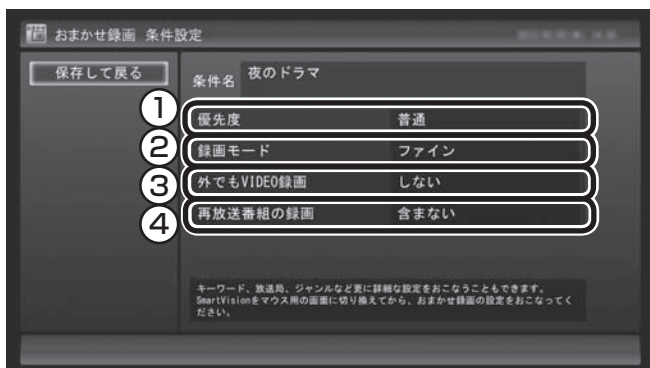 おまかせ録画 条件設定
保存して戻る
条件名 夜のドラマ
① 優先度 普通
② 録画モード ファイン
③ 外でもVIDEO録画 しない
④ 再放送番組の録画 含まない
キーワード、放送局、ジャンルなど更に詳細な設定をおこなうこともできます。
SmartVisionをマウス用の画面に切り換えてから、おまかせ録画の設定をおこなってく
ださい。